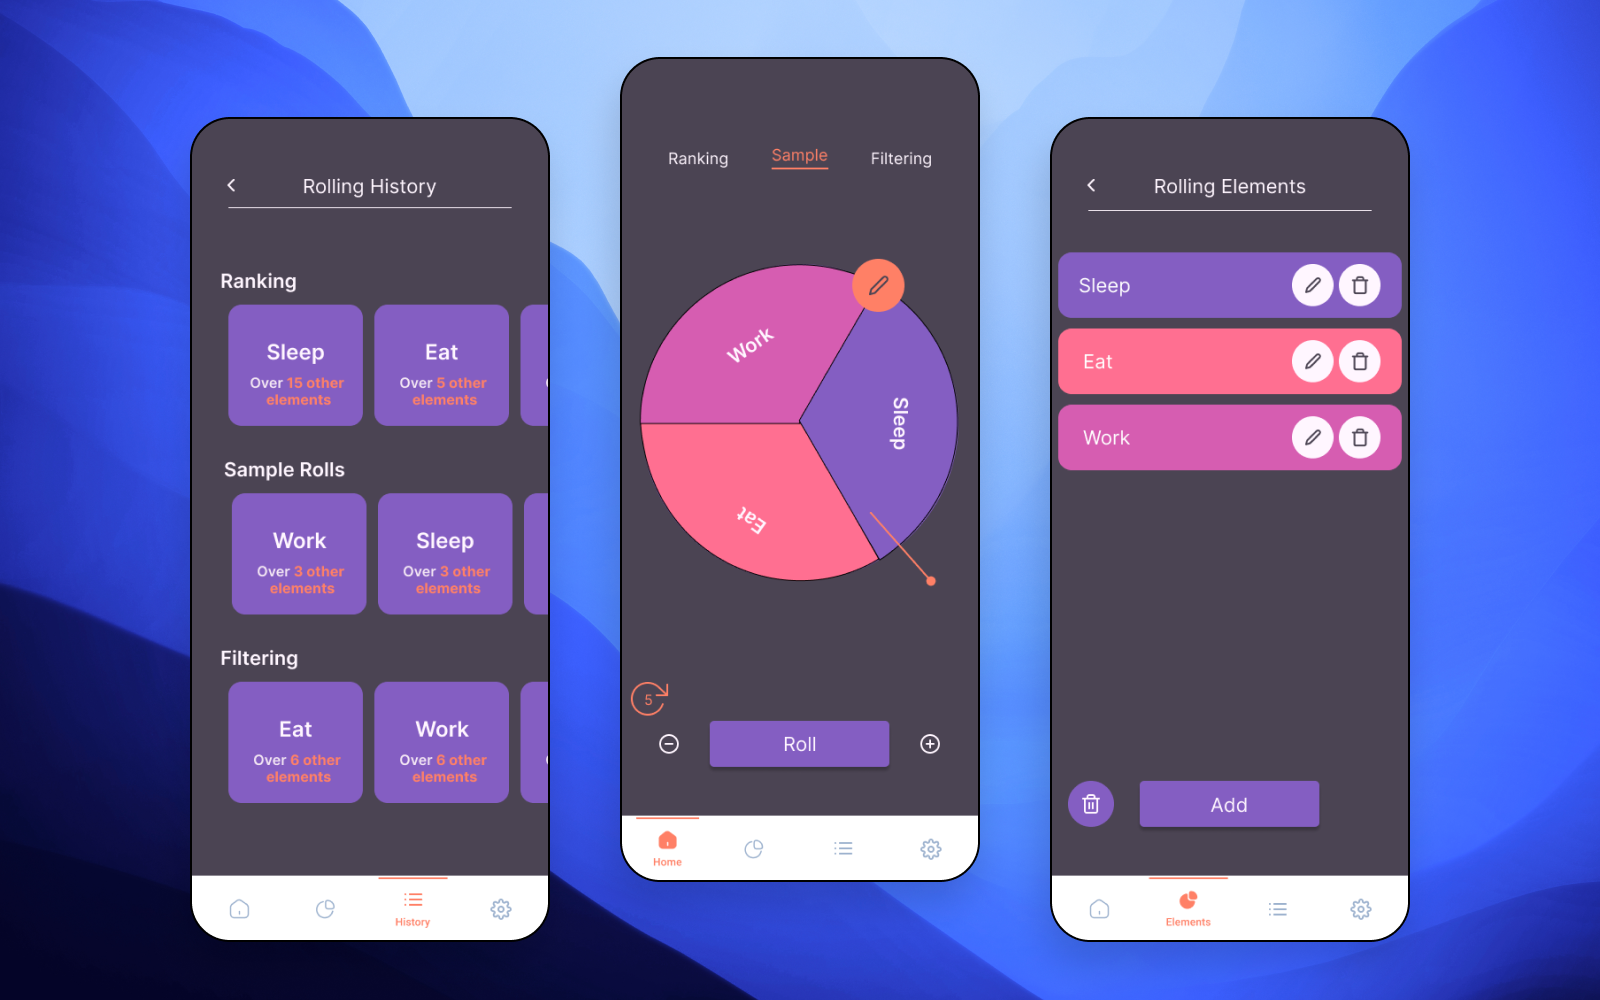 Rolling History
Ranking
Sleep
Over 15 other
elements
Eat
Over 5 other
elements
Sample Rolls
Work
Over 3 other
elements
Sleep
Over 3 other
elements
Filtering
Eat
Over 6 other
elements
Work
Over 6 other
elements
History
Ranking
Sample
Filtering
Work
Sleep
Eat
5
Roll
Home
Rolling Elements
Sleep
Eat
Work
Add
Elements